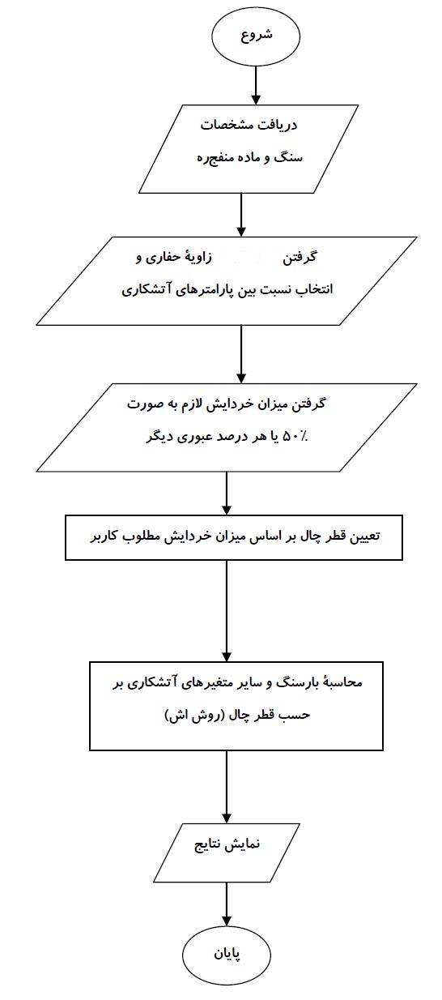 شروع
دریافت مشخصات
سنگ و ماده منفجره
گرفتن زاویهٔ حفاری و
انتخاب نسبت بین پارامترهای آتشکاری
گرفتن میزان خردایش لازم به صورت
۵۰٪ یا هر درصد عبوری دیگر
تعیین قطر چال بر اساس میزان خردایش مطلوب کاربر
محاسبهٔ بارسنگ و سایر متغیرهای آتشکاری بر
حسب قطر چال (روش اش)
نمایش نتایج
پایان